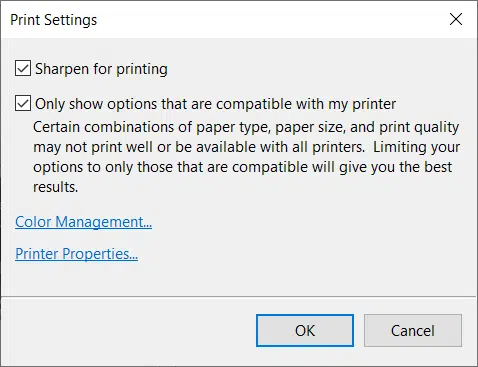 Print Settings
Sharpen for printing
Only show options that are compatible with my printer
Certain combinations of paper type, paper size, and print quality
may not print well or be available with all printers.  Limiting your
options to only those that are compatible will give you the best
results.
Color Management...
Printer Properties...
OK
Cancel